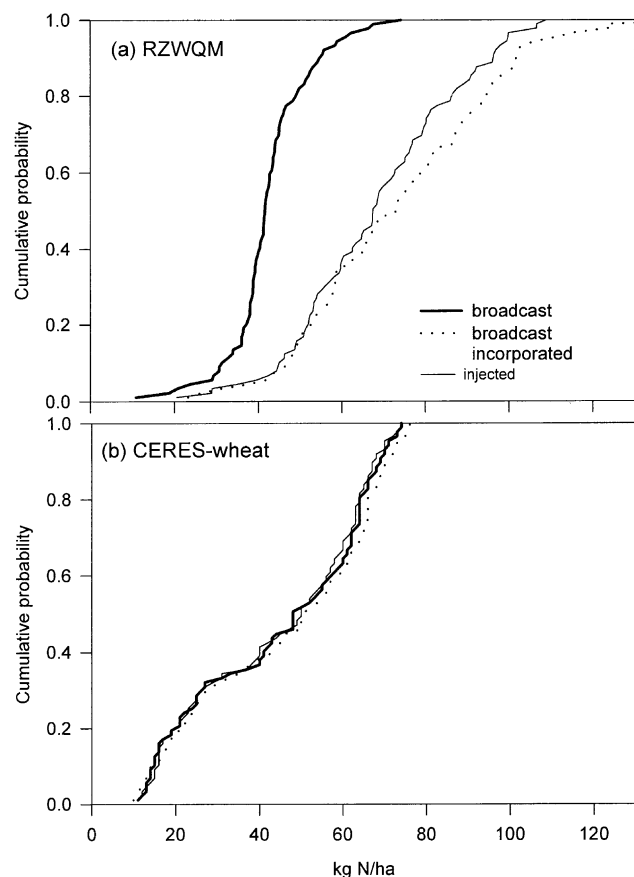 (a) RZWQM
1.0
0.8
0.6
0.4
0.2
0.0
Cumulative probability
broadcast
broadcast
incorporated
injected
(b) CERES-wheat
1.0
0.8
0.6
0.4
0.2
0.0
Cumulative probability
0 20 40 60 80 100 120
kg N/ha